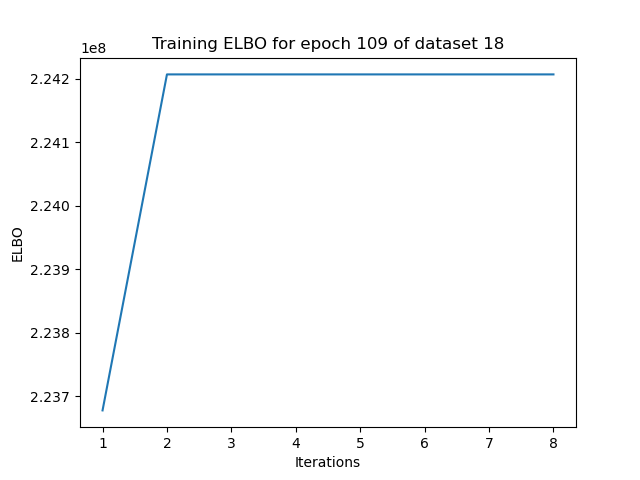 Training ELBO for epoch 109 of dataset 18
1e8
2.242
2.241
2.240
2.239
2.238
2.237
ELBO
1 2 3 4 5 6 7 8
Iterations